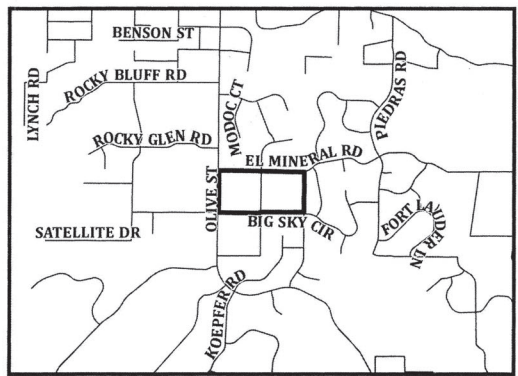 BENSON ST
LYNCH RD
ROCKY BLUFF RD
MODOC CT
PIEDRAS RD
ROCKY GLEN RD
EL MINERAL RD
OLIVE ST
BIG SKY CIR
FORT LAUDER LN
SATELLITE DR
KOEPFER RD